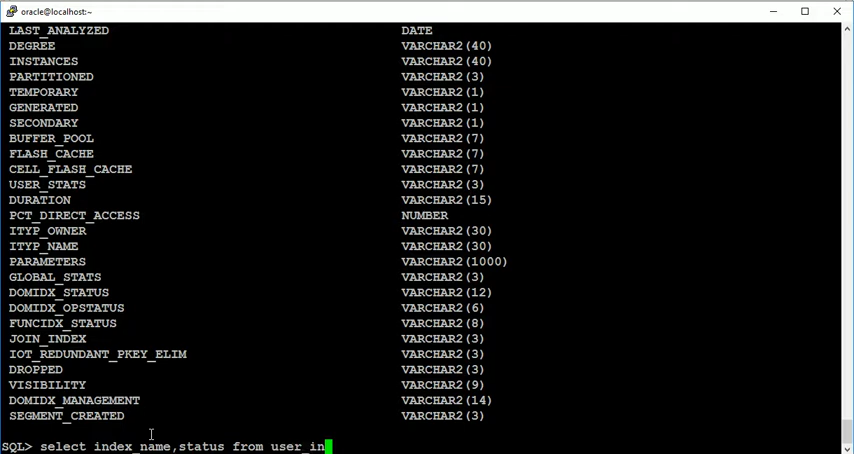 oracle@localhost:~
LAST_ANALYZED DATE
DEGREE VARCHAR2(40)
INSTANCES VARCHAR2(40)
PARTITIONED VARCHAR2(3)
TEMPORARY VARCHAR2(1)
GENERATED VARCHAR2(1)
SECONDARY VARCHAR2(1)
BUFFER_POOL VARCHAR2(7)
FLASH_CACHE VARCHAR2(7)
CELL_FLASH_CACHE VARCHAR2(7)
USER_STATS VARCHAR2(3)
DURATION VARCHAR2(15)
PCT_DIRECT_ACCESS NUMBER
ITYP_OWNER VARCHAR2(30)
ITYP_NAME VARCHAR2(30)
PARAMETERS VARCHAR2(1000)
GLOBAL_STATS VARCHAR2(3)
DOMIDX_STATUS VARCHAR2(12)
DOMIDX_OPSTATUS VARCHAR2(6)
FUNCIDX_STATUS VARCHAR2(8)
JOIN_INDEX VARCHAR2(3)
IOT_REDUNDANT_PKEY_ELIM VARCHAR2(3)
DROPPED VARCHAR2(3)
VISIBILITY VARCHAR2(9)
DOMIDX_MANAGEMENT VARCHAR2(14)
SEGMENT_CREATED VARCHAR2(3)
SQL> select index_name,status from user_in